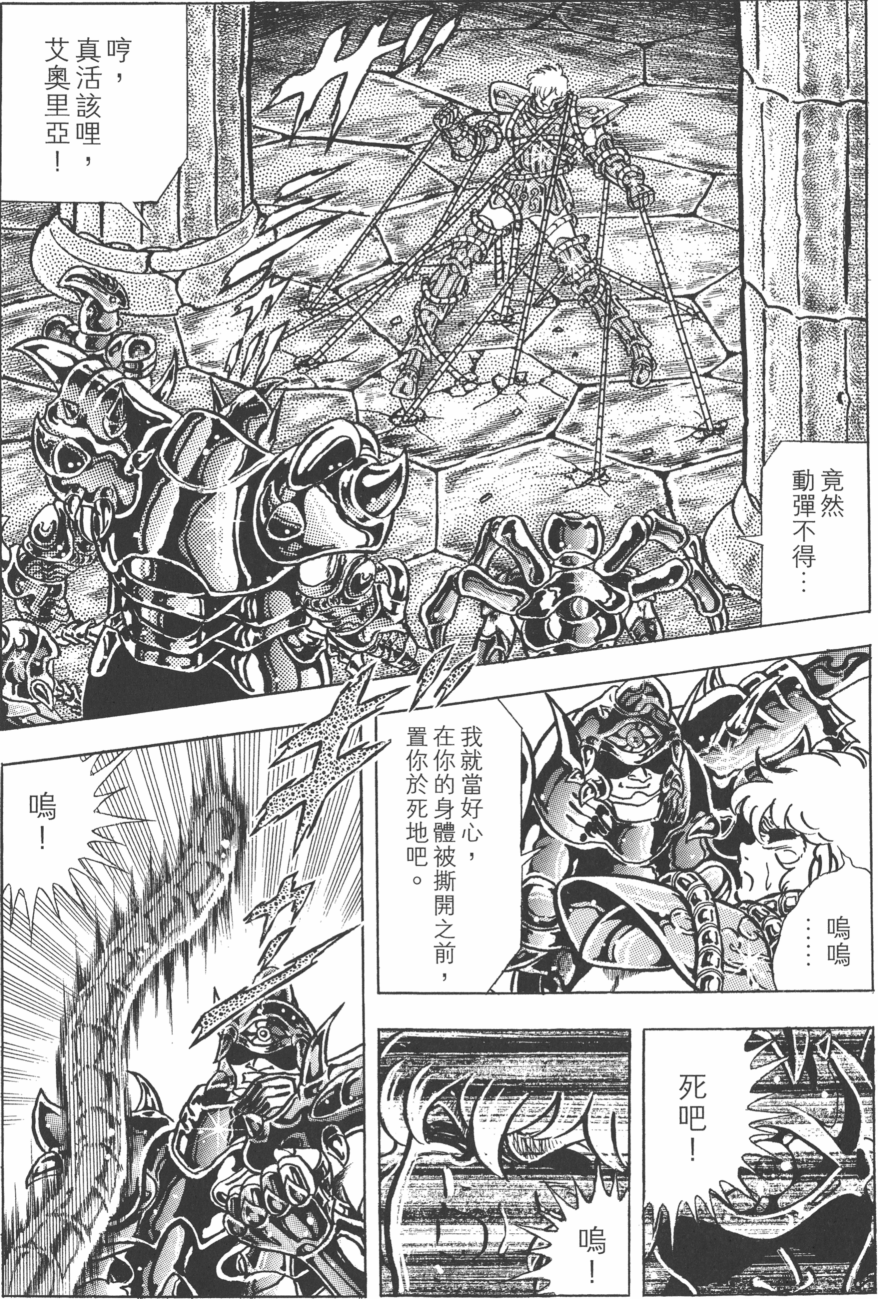 竟然
動彈不得…
哼，
真活該哩，
艾奧里亞！
嗚嗚
……
我就當好心，
在你的身體被撕開之前，
置你於死地吧。
死吧！
嗚！
嗚！